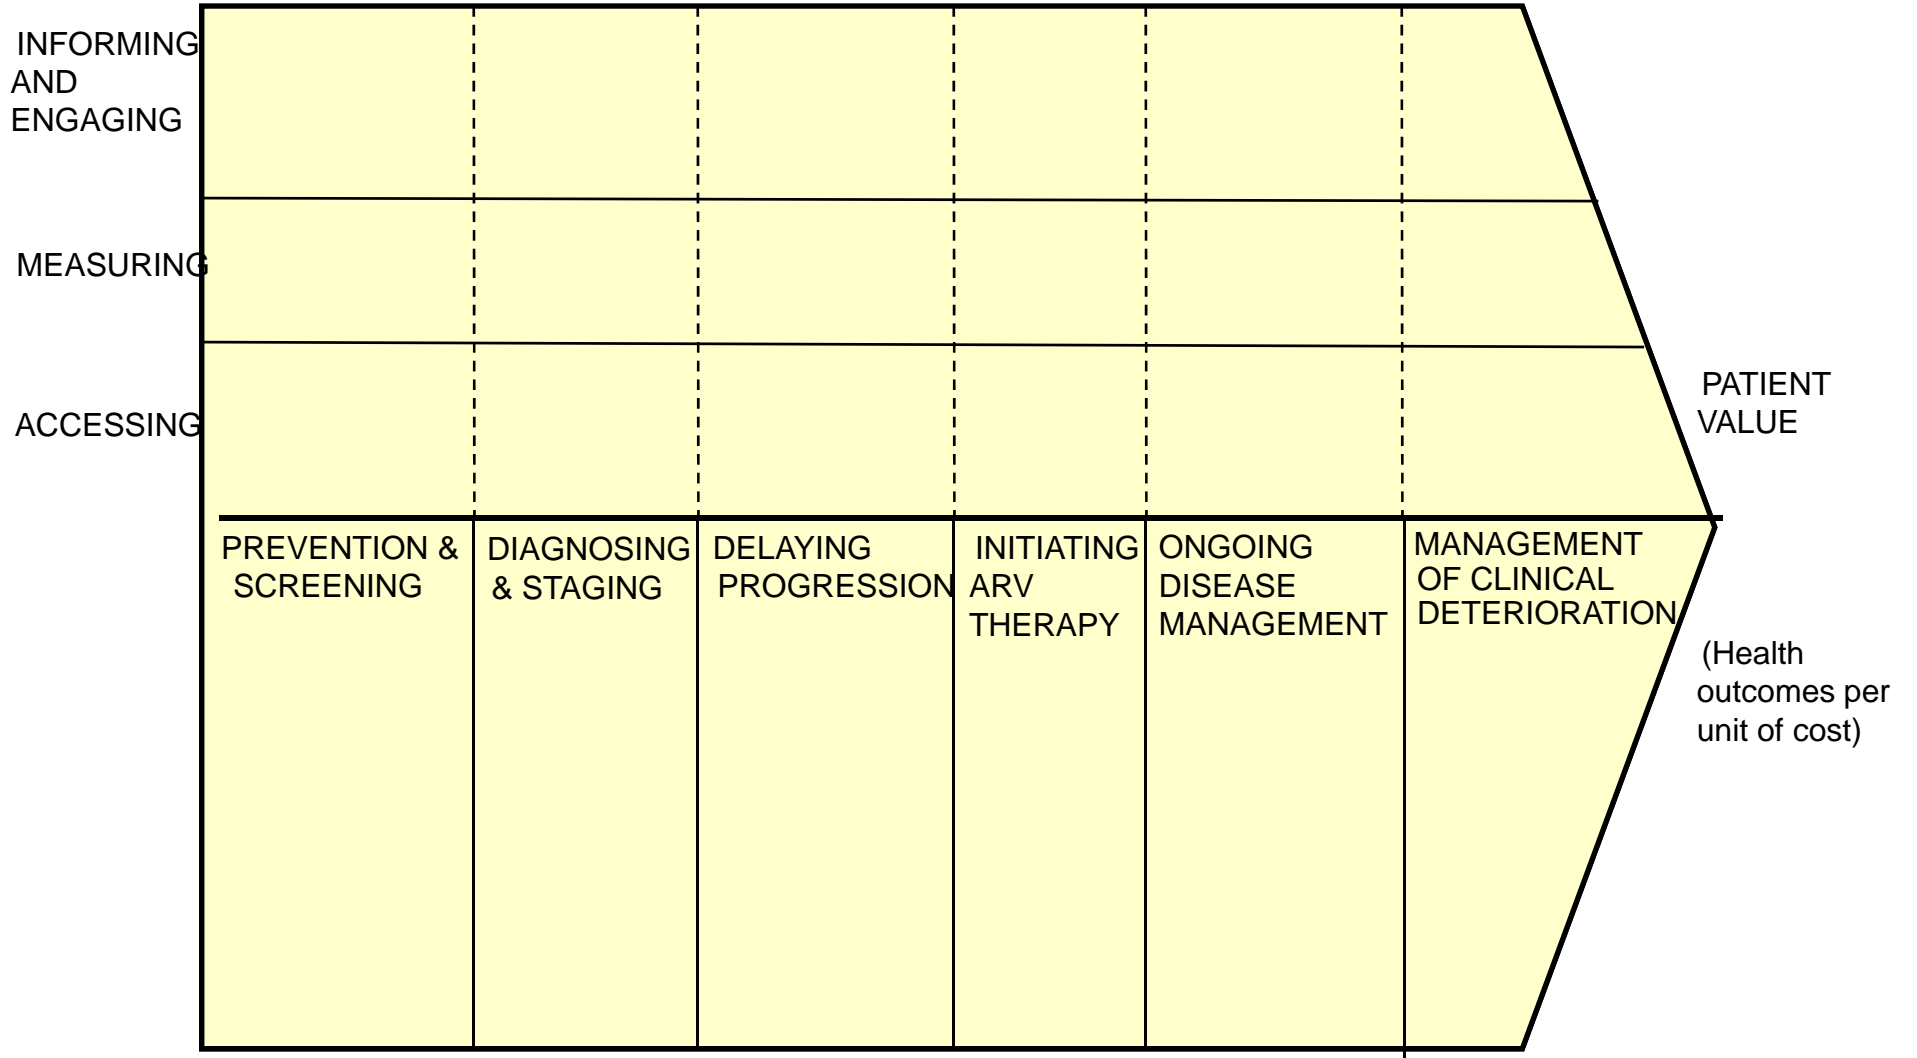 INFORMING
AND
ENGAGING
MEASURING
ACCESSING
PATIENT
VALUE
PREVENTION &
SCREENING
DIAGNOSING
& STAGING
DELAYING
PROGRESSION
INITIATING
ARV
THERAPY
ONGOING
DISEASE
MANAGEMENT
MANAGEMENT
OF CLINICAL
DETERIORATION
(Health
outcomes per
unit of cost)